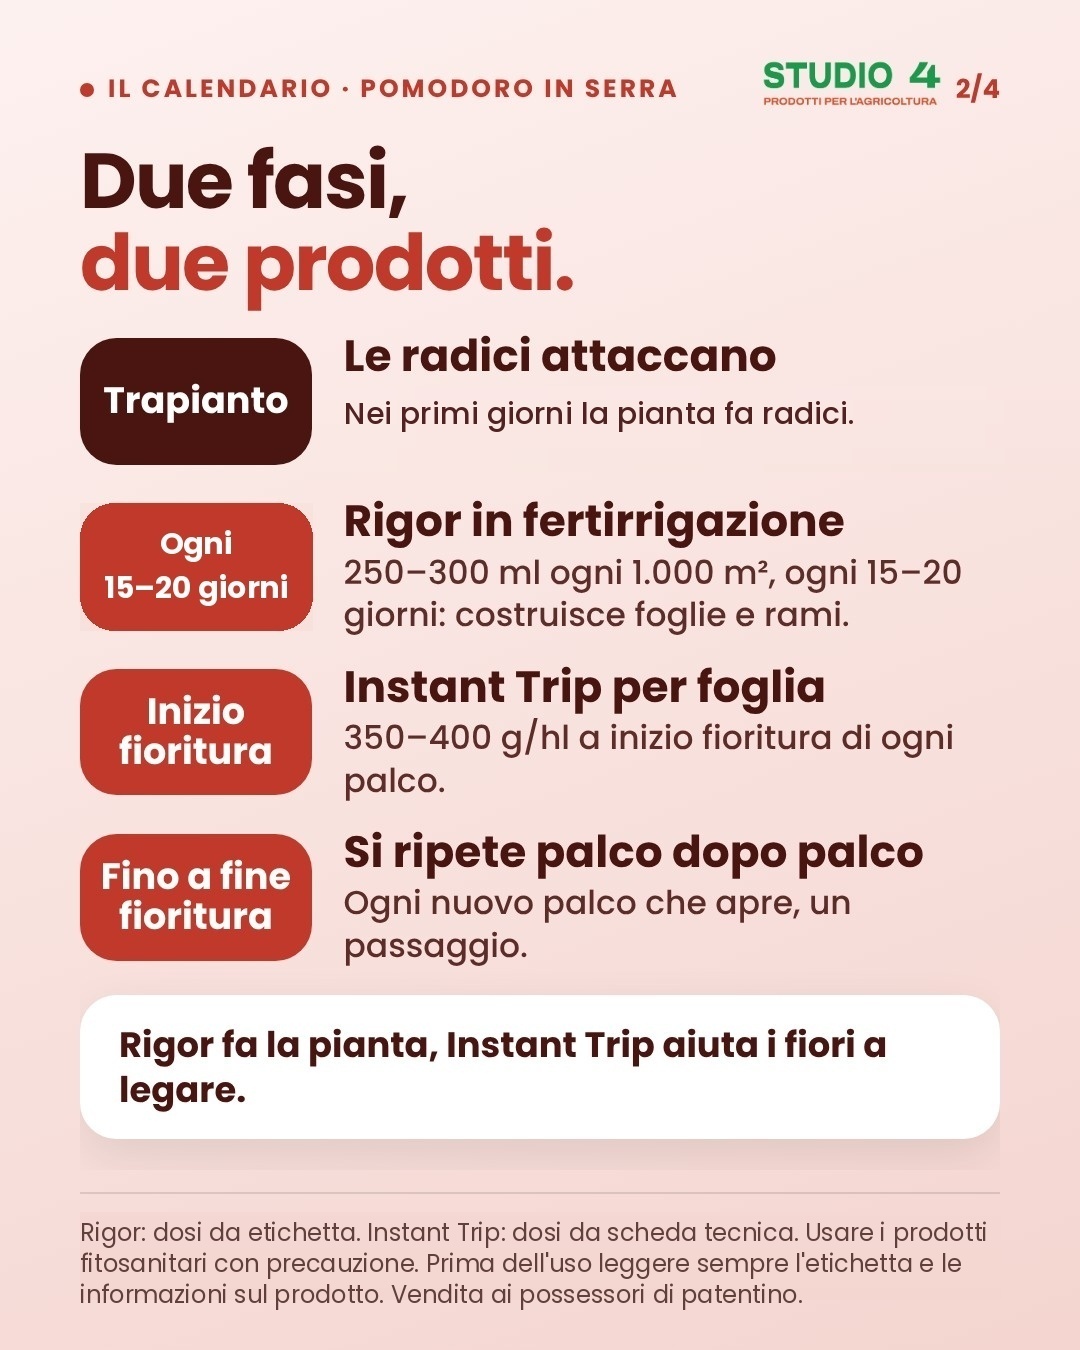 IL CALENDARIO · POMODORO IN SERRA
STUDIO 4
PRODOTTI PER L'AGRICOLTURA
2/4
Due fasi,
due prodotti.
Trapianto
Le radici attaccano
Nei primi giorni la pianta fa radici.
Ogni
15–20 giorni
Rigor in fertirrigazione
250–300 ml ogni 1.000 m², ogni 15–20
giorni: costruisce foglie e rami.
Inizio
fioritura
Instant Trip per foglia
350–400 g/hl a inizio fioritura di ogni
palco.
Fino a fine
fioritura
Si ripete palco dopo palco
Ogni nuovo palco che apre, un
passaggio.
Rigor fa la pianta, Instant Trip aiuta i fiori a
legare.
Rigor: dosi da etichetta. Instant Trip: dosi da scheda tecnica. Usare i prodotti
fitosanitari con precauzione. Prima dell'uso leggere sempre l'etichetta e le
informazioni sul prodotto. Vendita ai possessori di patentino.